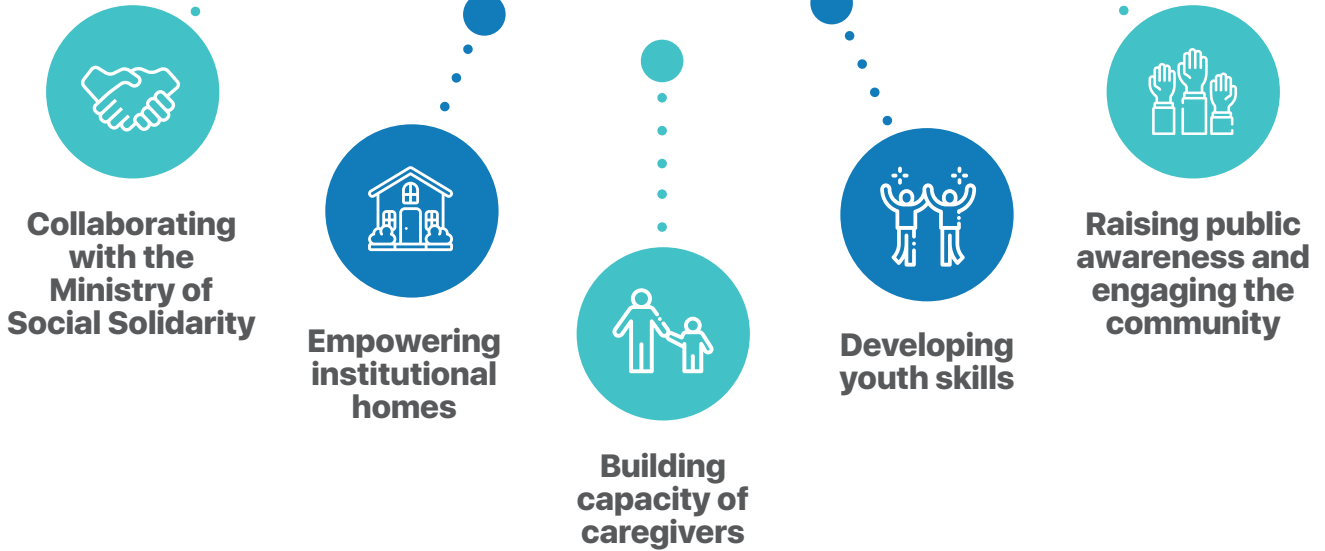 Collaborating
with the
Ministry of
Social Solidarity
Empowering
institutional
homes
Building
capacity of
caregivers
Developing
youth skills
Raising public
awareness and
engaging the
community